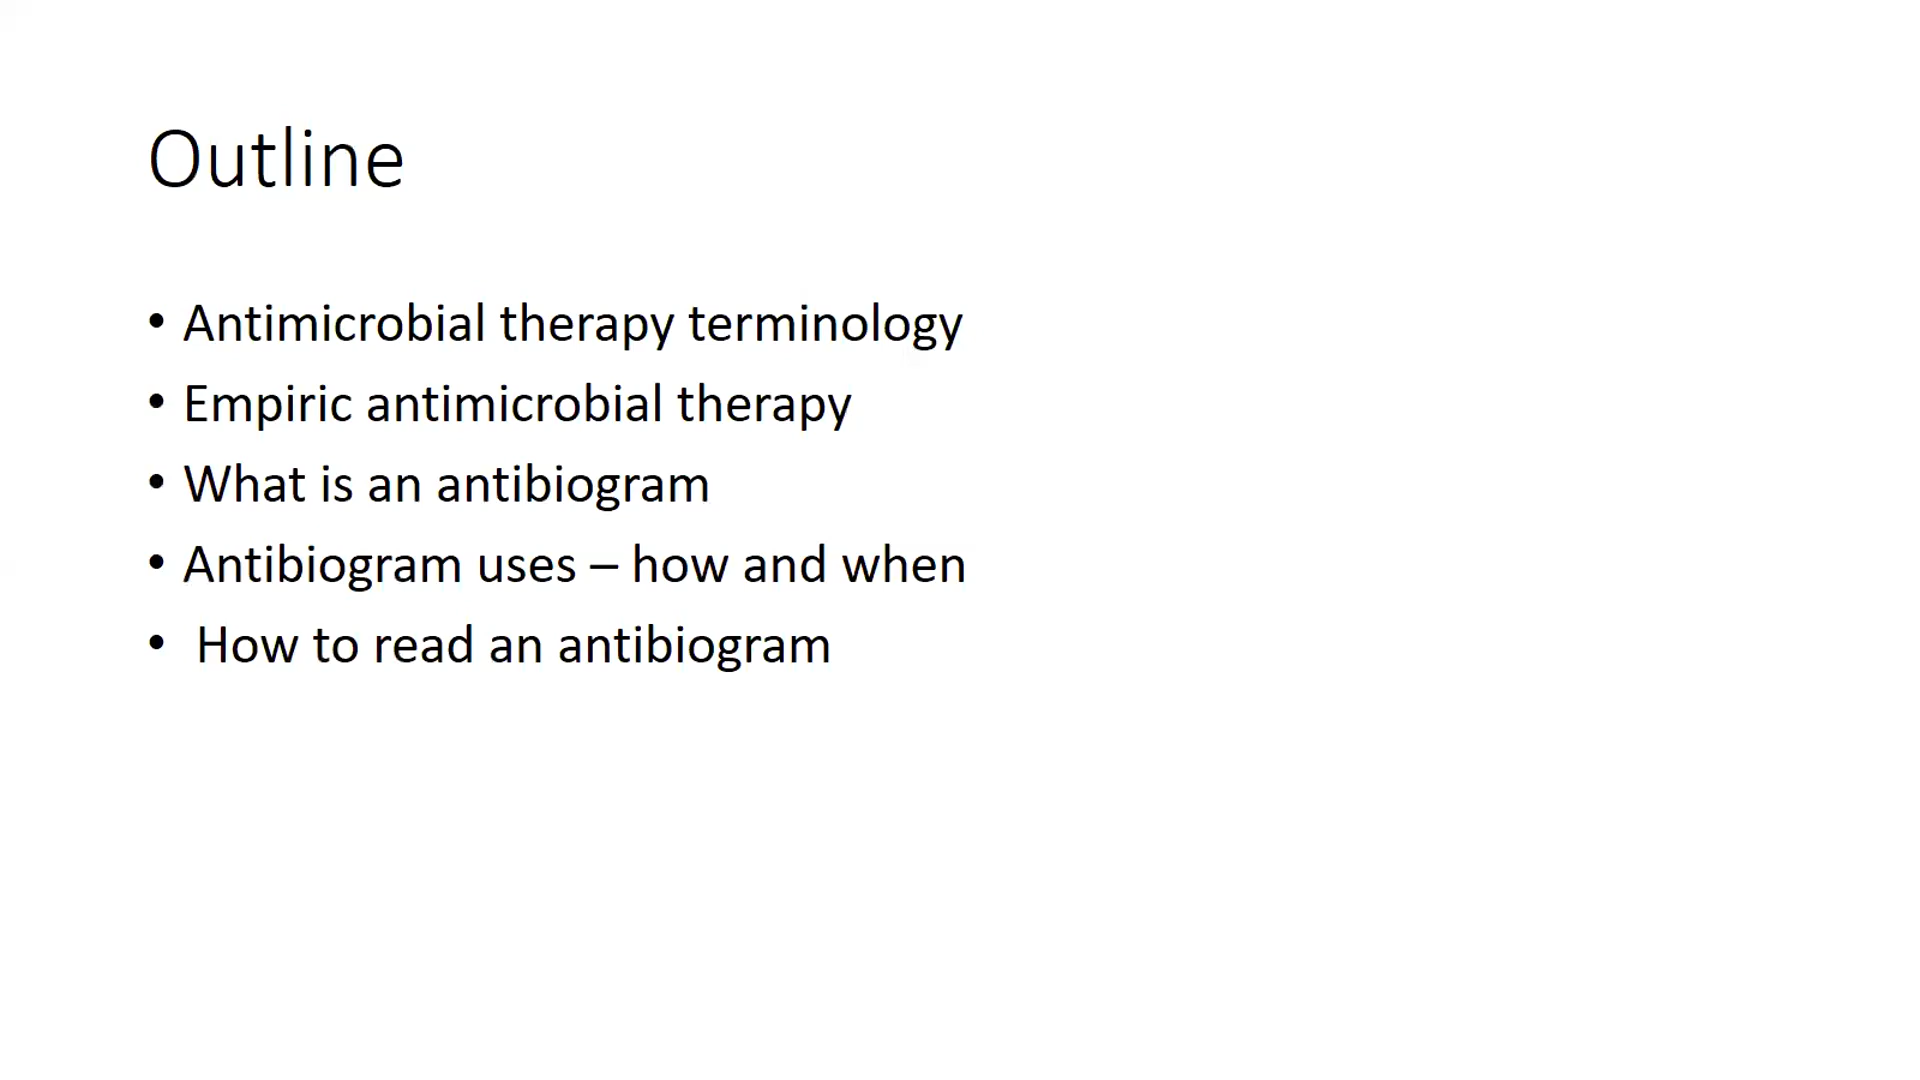 Outline
• Antimicrobial therapy terminology
• Empiric antimicrobial therapy
• What is an antibiogram
• Antibiogram uses – how and when
• How to read an antibiogram